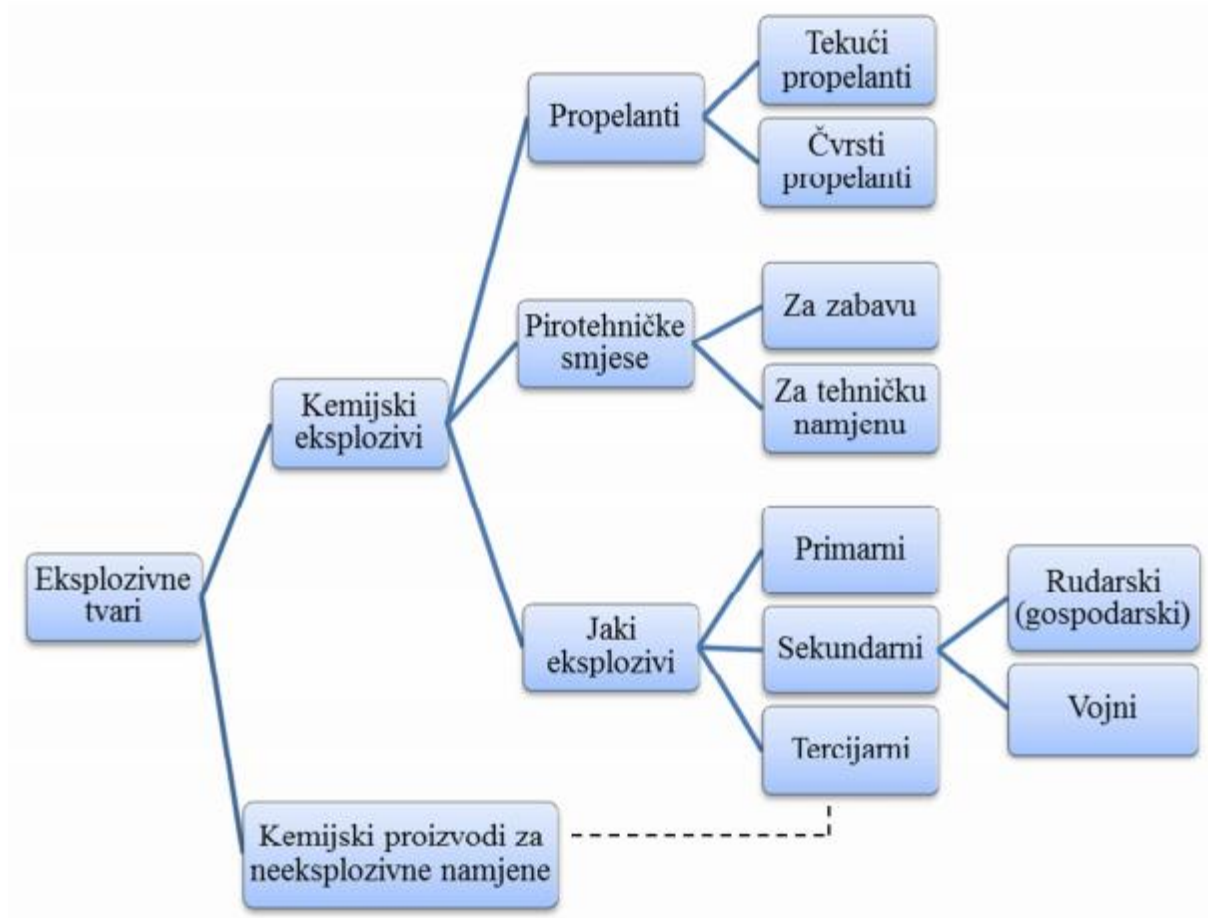 Eksplozivne
tvari
Kemijski
eksplozivi
Propelanti
Tekući
propelanti
Čvrsti
propelanti
Pirotehničke
smjese
Za zabavu
Za tehničku
namjenu
Jaki
eksplozivi
Primarni
Sekundarni
Rudarski
(gospodarski)
Vojni
Tercijarni
Kemijski proizvodi za
neeksplozivne namjene